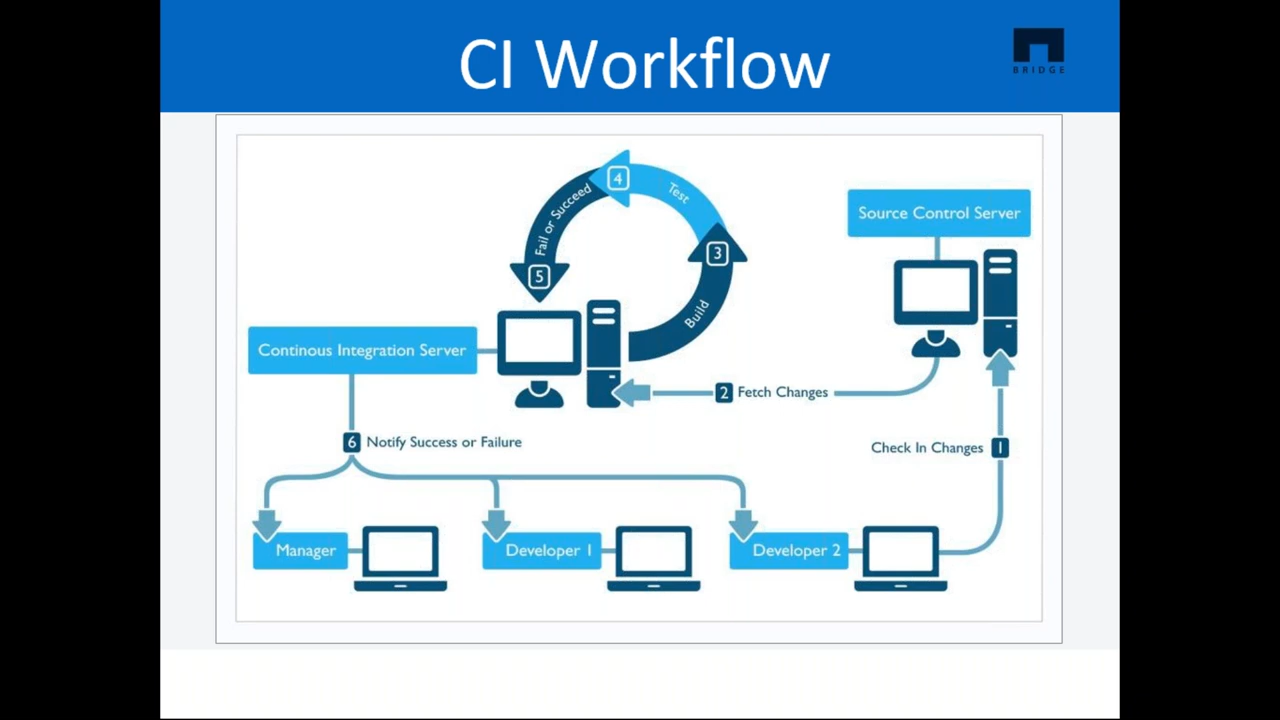 CI Workflow
BRIDGE
4
Test
Fail or Succeed
3
5
Build
Source Control Server
Continous Integration Server
2 Fetch Changes
6 Notify Success or Failure
Check In Changes 1
Manager
Developer 1
Developer 2